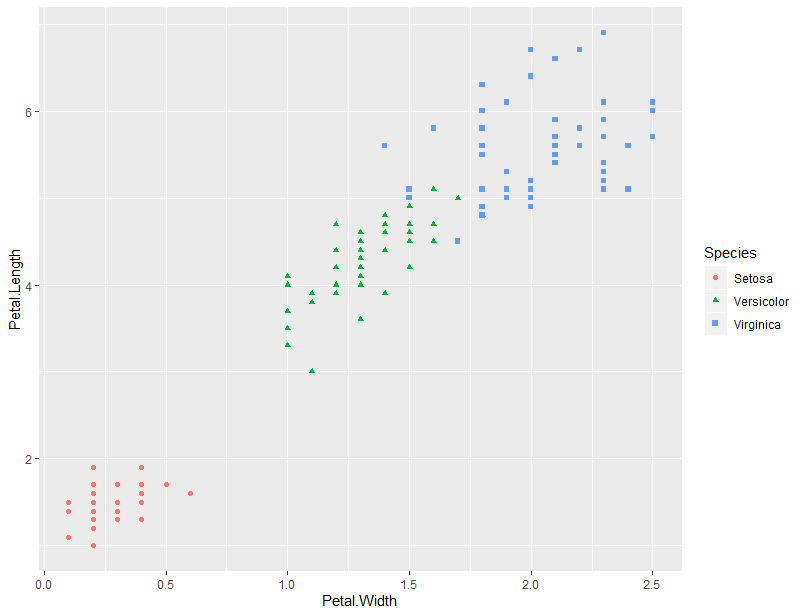 Petal.Length
6
4
2
0.0 0.5 1.0 1.5 2.0 2.5
Petal.Width
Species
Setosa
Versicolor
Virginica